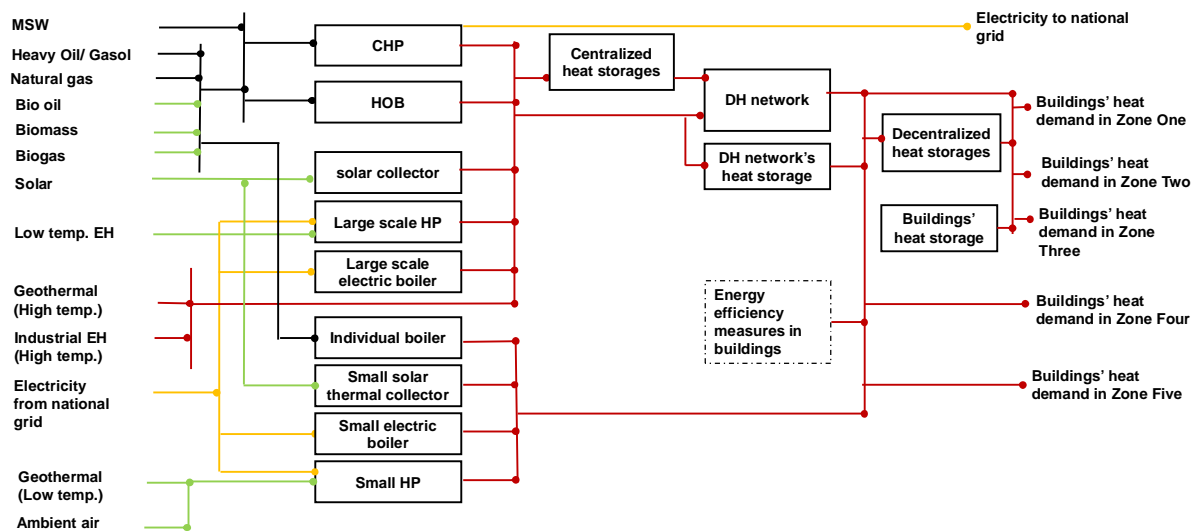 MSW
Heavy Oil/ Gasol
Natural gas
Bio oil
Biomass
Biogas
Solar
Low temp. EH
Geothermal
(High temp.)
Industrial EH
(High temp.)
Electricity
from national
grid
Geothermal
(Low temp.)
Ambient air
CHP
HOB
solar collector
Large scale HP
Large scale
electric boiler
Individual boiler
Small solar
thermal collector
Small electric
boiler
Small HP
Centralized
heat storages
DH network
DH network's
heat storage
Energy
efficiency
measures in
buildings
Decentralized
heat storages
Buildings'
heat storage
Electricity to national
grid
Buildings' heat
demand in Zone One
Buildings' heat
demand in Zone Two
Buildings' heat
demand in Zone
Three
Buildings' heat
demand in Zone Four
Buildings' heat
demand in Zone Five